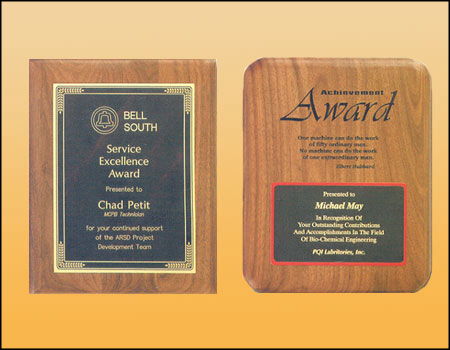 BELL
SOUTH
Service
Excellence
Award
Presented to
Chad Petit
MCPB Technician
for your continued support
of the ARSD Project
Development Team
Achievement
Award
One machine can do the work
of fifty ordinary men.
No machine can do the work
of one extraordinary man.
Elbert Hubbard
Presented to
Michael May
In Recognition Of
Your Outstanding Contributions
And Accomplishments In The Field
Of Bio-Chemical Engineering
PQI Labritories, Inc.